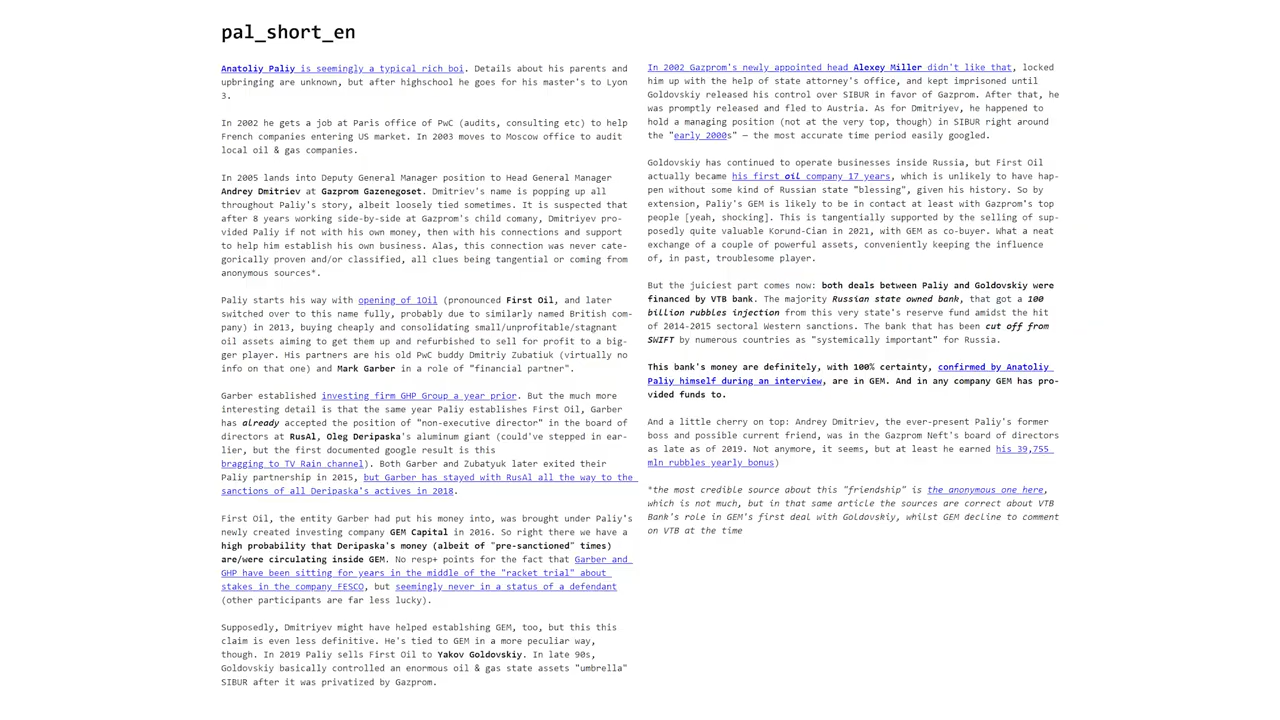 pal_short_en
Anatoliy Paliy is seemingly a typical rich boi. Details about his parents and
upbringing are unknown, but after highschool he goes for his master's to Lyon
3.
In 2002 he gets a job at Paris office of PwC (audits, consulting etc) to help
French companies entering US market. In 2003 moves to Moscow office to audit
local oil & gas companies.
In 2005 lands into Deputy General Manager position to Head General Manager
Andrey Dmitriev at Gazprom Gazenegoset. Dmitriev's name is popping up all
throughout Paliy's story, albeit loosely tied sometimes. It is suspected that
after 8 years working side-by-side at Gazprom's child comany, Dmitriyev pro-
vided Paliy if not with his own money, then with his connections and support
to help him establish his own business. Alas, this connection was never cate-
gorically proven and/or classified, all clues being tangential or coming from
anonymous sources*.
Paliy starts his way with opening of 1Oil (pronounced First Oil, and later
switched over to this name fully, probably due to similarly named British com-
pany) in 2013, buying cheaply and consolidating small/unprofitable/stagnant
oil assets aiming to get them up and refurbished to sell for profit to a big-
ger player. His partners are his old PwC buddy Dmitriy Zubatiuk (virtually no
info on that one) and Mark Garber in a role of "financial partner".
Garber established investing firm GHP Group a year prior. But the much more
interesting detail is that the same year Paliy establishes First Oil, Garber
has already accepted the position of "non-executive director" in the board of
directors at RusAl, Oleg Deripaska's aluminum giant (could've stepped in ear-
lier, but the first documented google result is this
bragging to TV Rain channel). Both Garber and Zubatyuk later exited their
Paliy partnership in 2015, but Garber has stayed with RusAl all the way to the
sanctions of all Deripaska's actives in 2018.
First Oil, the entity Garber had put his money into, was brought under Paliy's
newly created investing company GEM Capital in 2016. So right there we have a
high probability that Deripaska's money (albeit of "pre-sanctioned" times)
are/were circulating inside GEM. No resp+ points for the fact that Garber and
GHP have been sitting for years in the middle of the "racket trial" about
stakes in the company FESCO, but seemingly never in a status of a defendant
(other participants are far less lucky).
Supposedly, Dmitriyev might have helped establshing GEM, too, but this this
claim is even less definitive. He's tied to GEM in a more peculiar way,
though. In 2019 Paliy sells First Oil to Yakov Goldovskiy. In late 90s,
Goldovskiy basically controlled an enormous oil & gas state assets "umbrella"
SIBUR after it was privatized by Gazprom.
In 2002 Gazprom's newly appointed head Alexey Miller didn't like that, locked
him up with the help of state attorney's office, and kept imprisoned until
Goldovskiy released his control over SIBUR in favor of Gazprom. After that, he
was promptly released and fled to Austria. As for Dmitriyev, he happened to
hold a managing position (not at the very top, though) in SIBUR right around
the "early 2000s" — the most accurate time period easily googled.
Goldovskiy has continued to operate businesses inside Russia, but First Oil
actually became his first oil company 17 years, which is unlikely to have hap-
pen without some kind of Russian state "blessing", given his history. So by
extension, Paliy's GEM is likely to be in contact at least with Gazprom's top
people [yeah, shocking]. This is tangentially supported by the selling of sup-
posedly quite valuable Korund-Cian in 2021, with GEM as co-buyer. What a neat
exchange of a couple of powerful assets, conveniently keeping the influence
of, in past, troublesome player.
But the juiciest part comes now: both deals between Paliy and Goldovskiy were
financed by VTB bank. The majority Russian state owned bank, that got a 100
billion rubbles injection from this very state's reserve fund amidst the hit
of 2014-2015 sectoral Western sanctions. The bank that has been cut off from
SWIFT by numerous countries as "systemically important" for Russia.
This bank's money are definitely, with 100% certainty, confirmed by Anatoliy
Paliy himself during an interview, are in GEM. And in any company GEM has pro-
vided funds to.
And a little cherry on top: Andrey Dmitriev, the ever-present Paliy's former
boss and possible current friend, was in the Gazprom Neft's board of directors
as late as of 2019. Not anymore, it seems, but at least he earned his 39,755
mln rubbles yearly bonus)
*the most credible source about this "friendship" is the anonymous one here,
which is not much, but in that same article the sources are correct about VTB
Bank's role in GEM's first deal with Goldovskiy, whilst GEM decline to comment
on VTB at the time